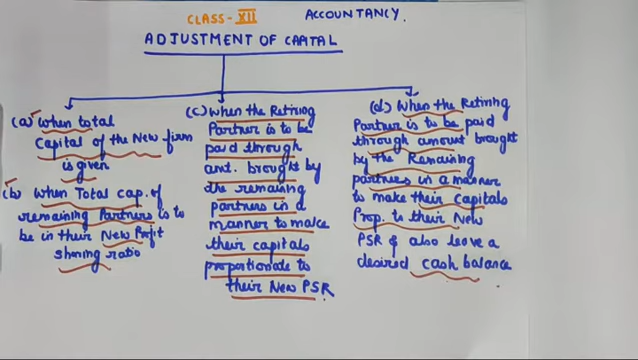 CLASS-XII ACCOUNTANCY.
ADJUSTMENT OF CAPITAL
(a) When total
Capital of the New firm
is given
(b) When Total cap. of
remaining Partners is to
be in their New Profit
sharing ratio
(c) When the Retiring
Partner is to be
paid through
amt. brought by
the remaining
partners in a
manner to make
their capitals
proportionate to
their New PSR
(d) When the Retiring
Partner is to be paid
through amount brought
by the Remaining
partners in a manner
to make their capitals
Prop. to their New
PSR & also leave a
desired cash balance